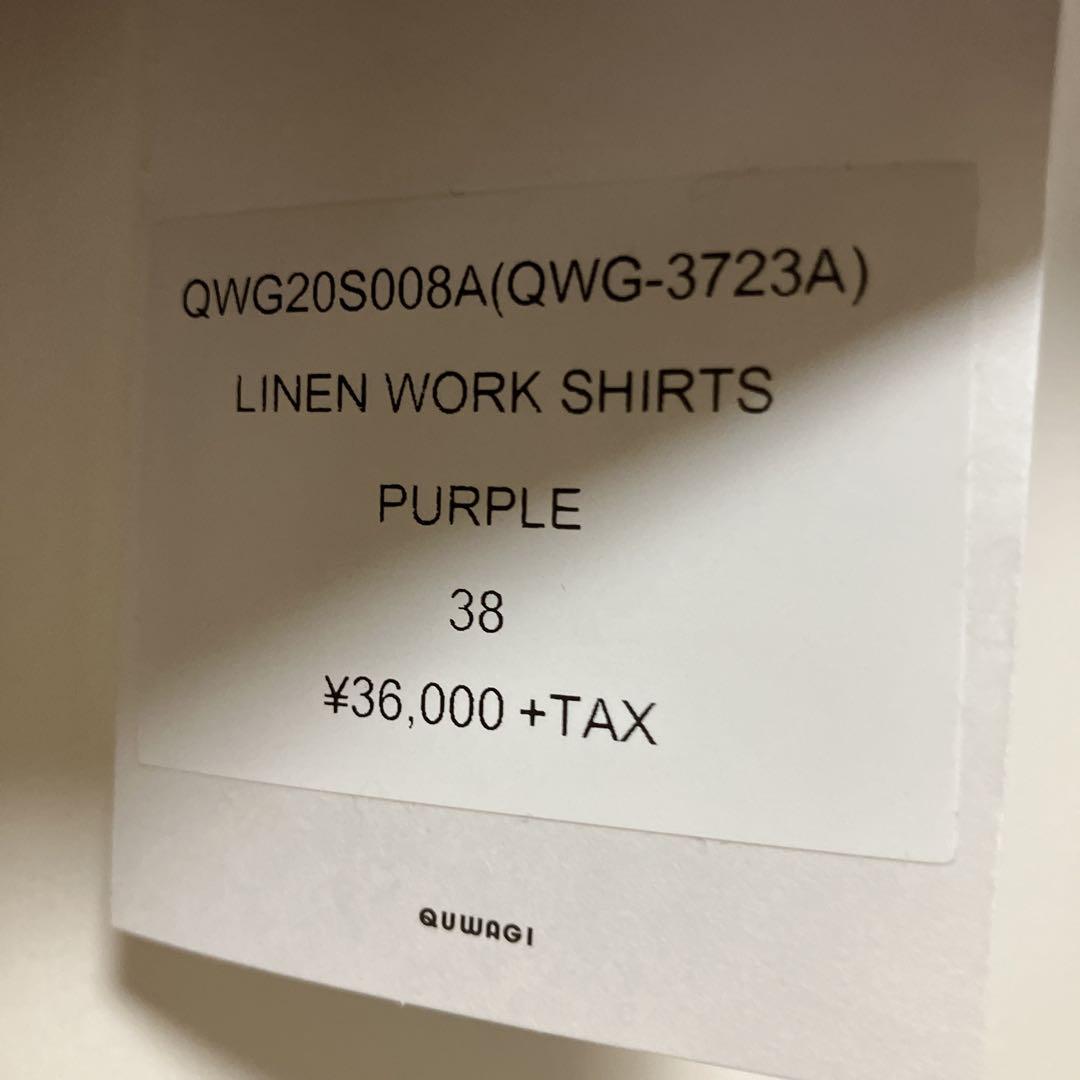 QWG20S008A(QWG-3723A)
LINEN WORK SHIRTS
PURPLE
38
¥36,000 +TAX
QUWAGI